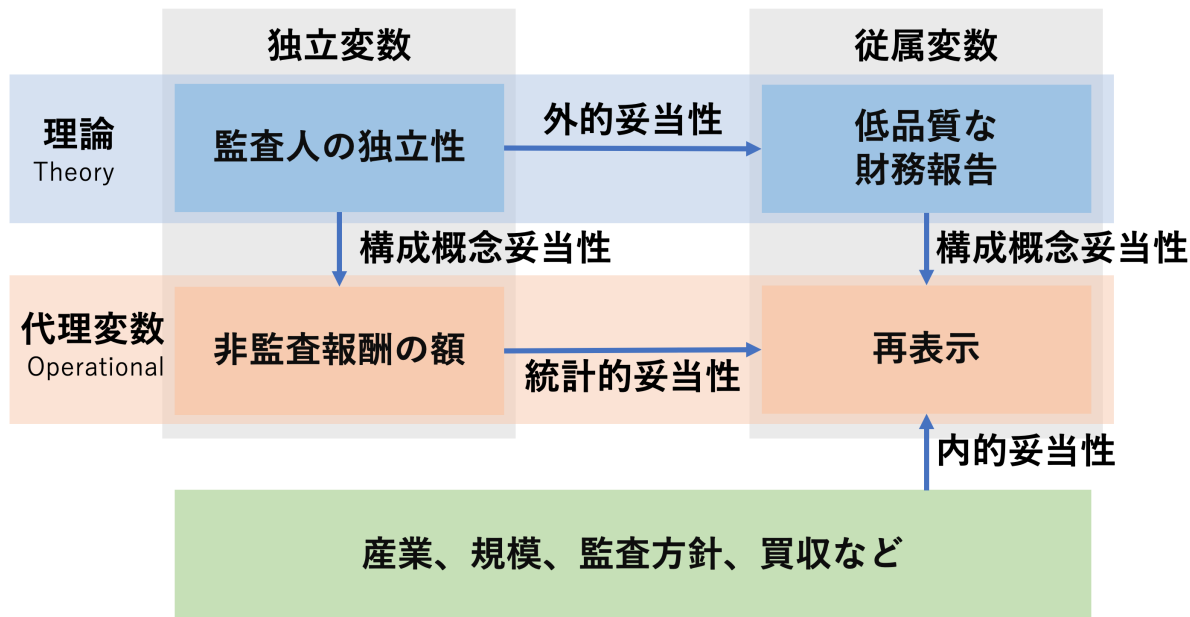 独立変数
従属変数
理論
Theory
監査人の独立性
外的妥当性
低品質な
財務報告
構成概念妥当性
構成概念妥当性
代理変数
Operational
非監査報酬の額
統計的妥当性
再表示
内的妥当性
産業、規模、監査方針、買収など